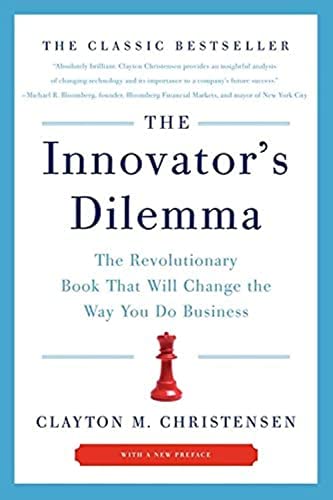 THE CLASSIC BESTSELLER
"Absolutely brilliant. Clayton Christensen provides an insightful analysis
of changing technology and its importance to a company's future success."
–Michael R. Bloomberg, founder, Bloomberg Financial Markets, and mayor of New York City
THE
Innovator's
Dilemma
The Revolutionary
Book That Will Change the
Way You Do Business
CLAYTON M. CHRISTENSEN
WITH A NEW PREFACE